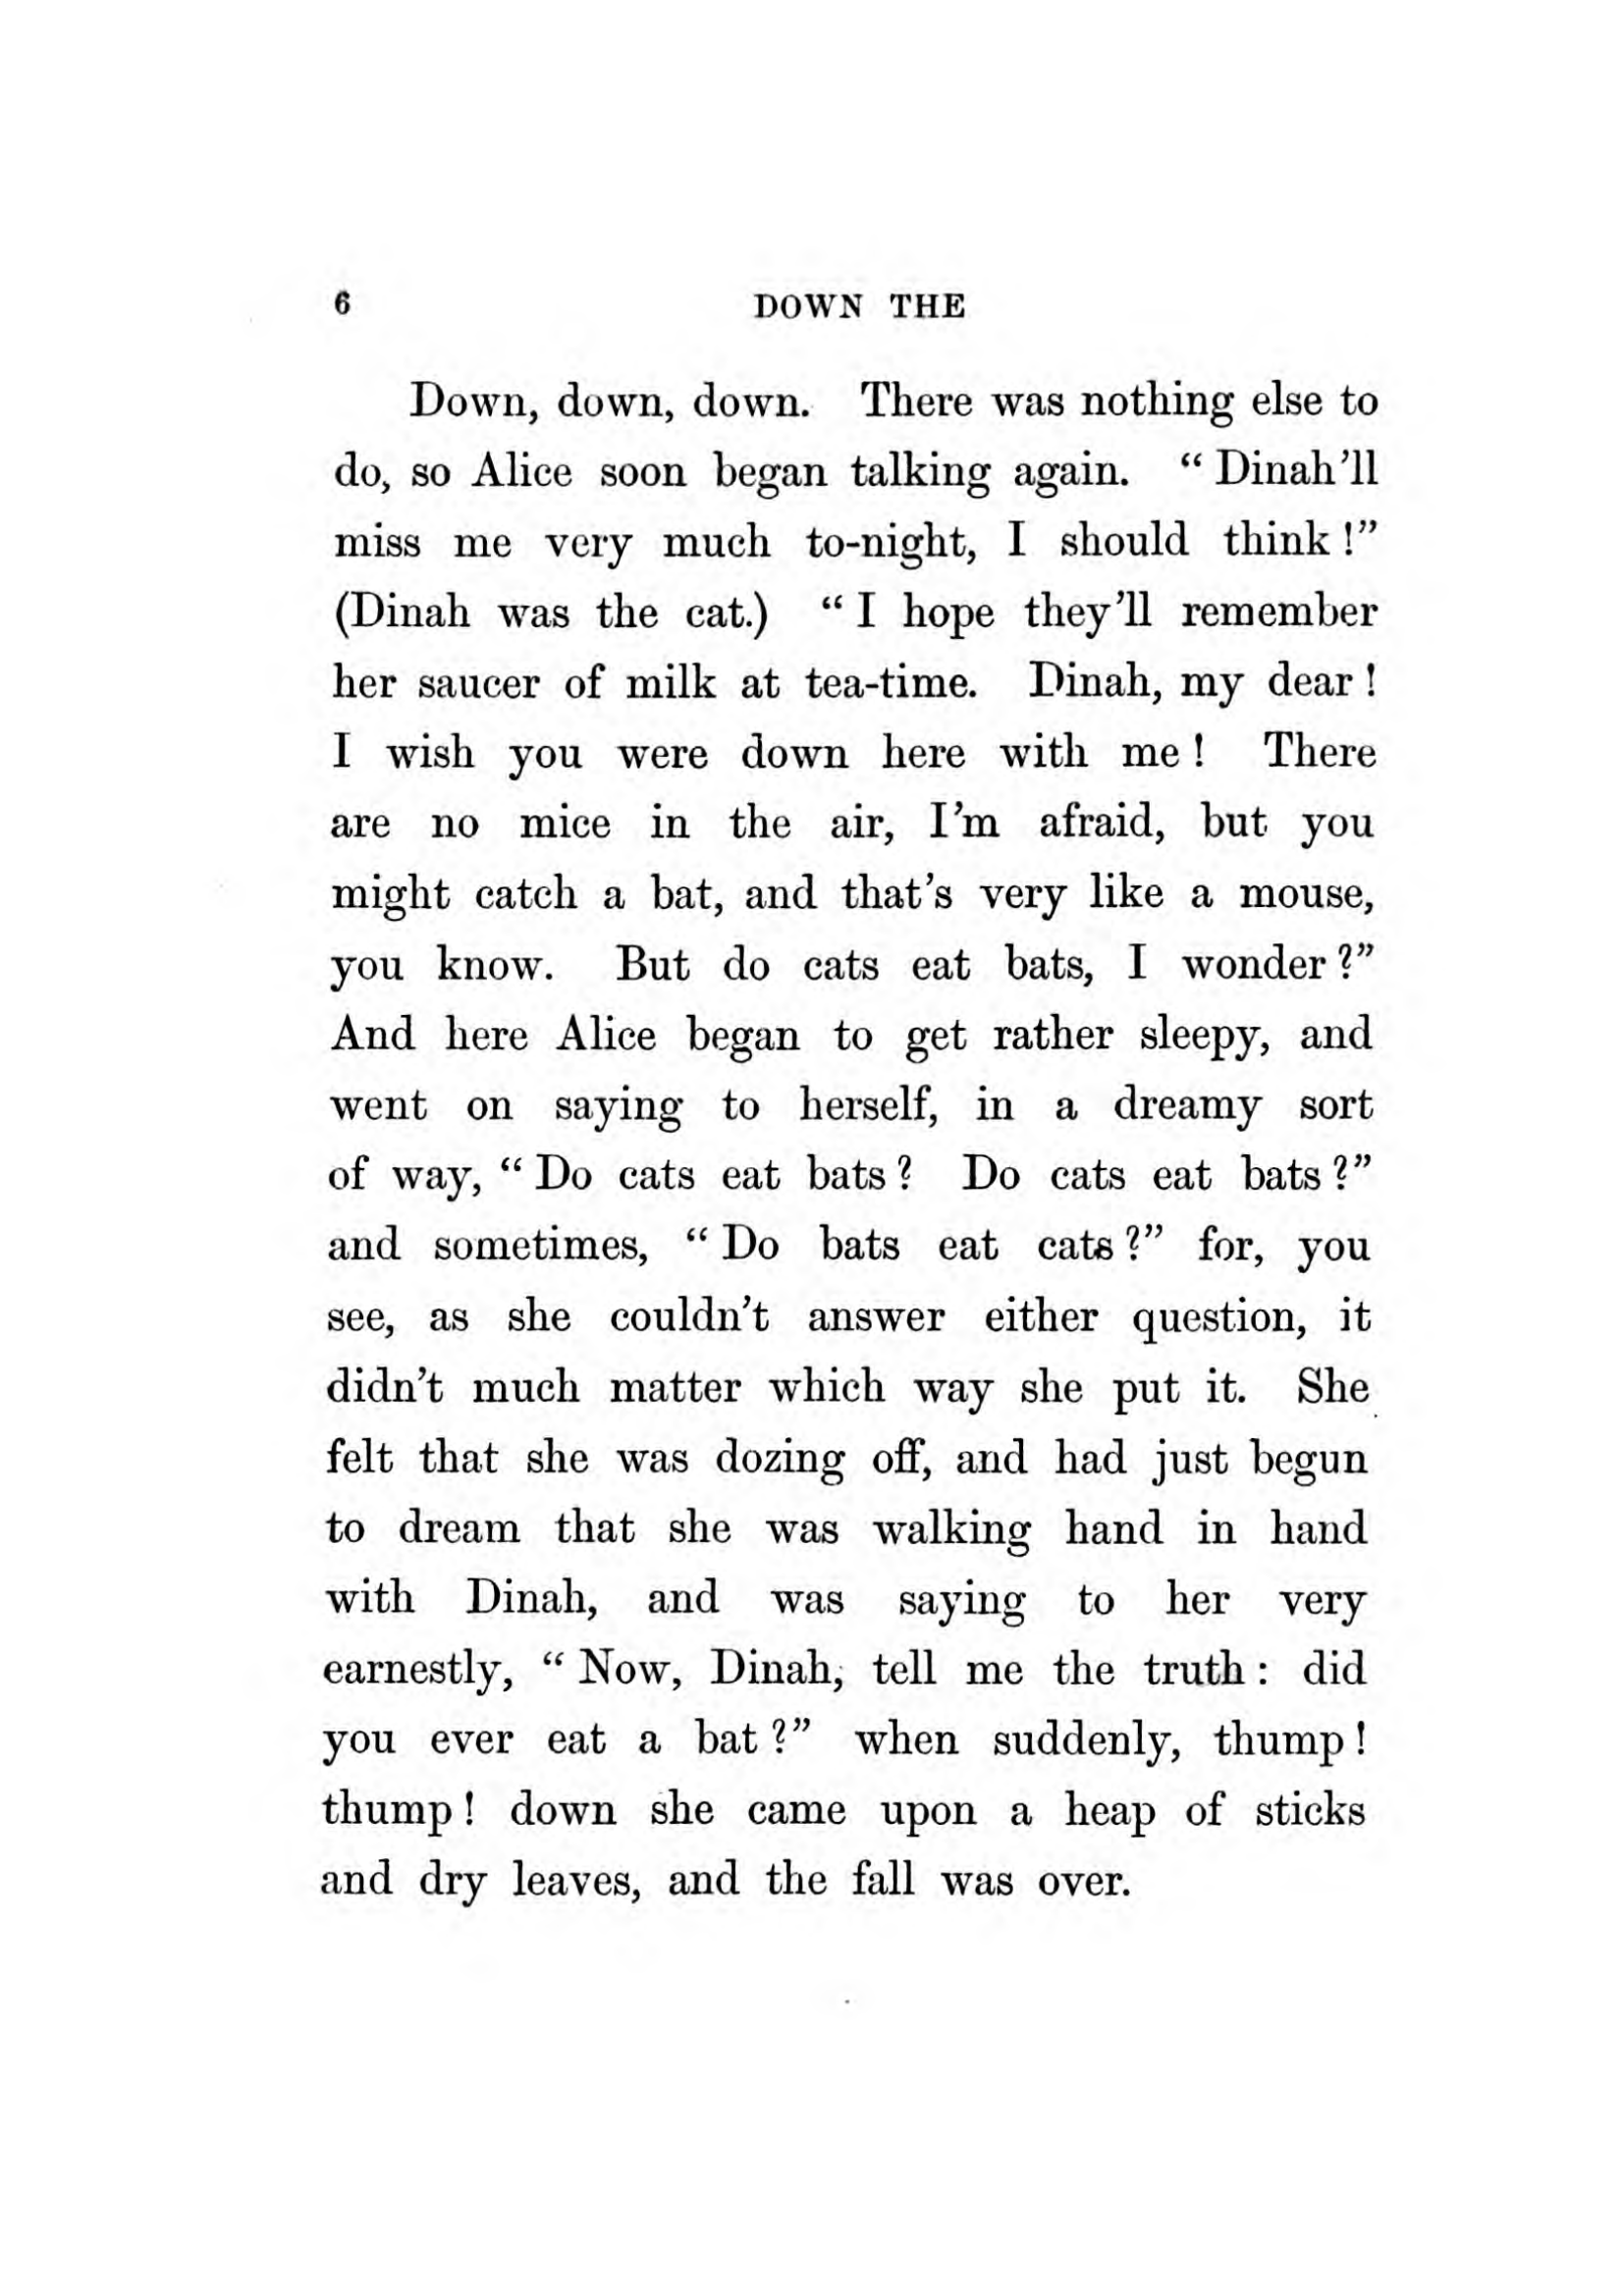 6 DOWN THE
Down, down, down. There was nothing else to
do, so Alice soon began talking again. “Dinah’ll
miss me very much to-night, I should think!”
(Dinah was the cat.) “I hope they’ll remember
her saucer of milk at tea-time. Dinah, my dear!
I wish you were down here with me! There
are no mice in the air, I’m afraid, but you
might catch a bat, and that’s very like a mouse,
you know. But do cats eat bats, I wonder?”
And here Alice began to get rather sleepy, and
went on saying to herself, in a dreamy sort
of way, “Do cats eat bats? Do cats eat bats?”
and sometimes, “Do bats eat cats?” for, you
see, as she couldn’t answer either question, it
didn’t much matter which way she put it. She
felt that she was dozing off, and had just begun
to dream that she was walking hand in hand
with Dinah, and was saying to her very
earnestly, “Now, Dinah, tell me the truth: did
you ever eat a bat?” when suddenly, thump!
thump! down she came upon a heap of sticks
and dry leaves, and the fall was over.